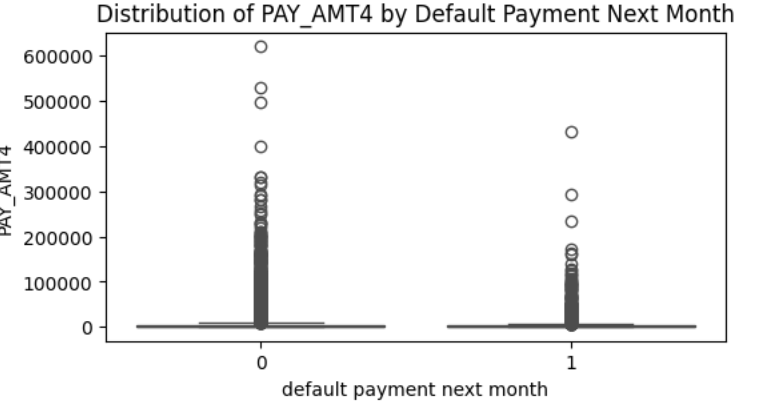 Distribution of PAY_AMT4 by Default Payment Next Month
PAY_AMT4
600000
500000
400000
300000
200000
100000
0
0 1
default payment next month